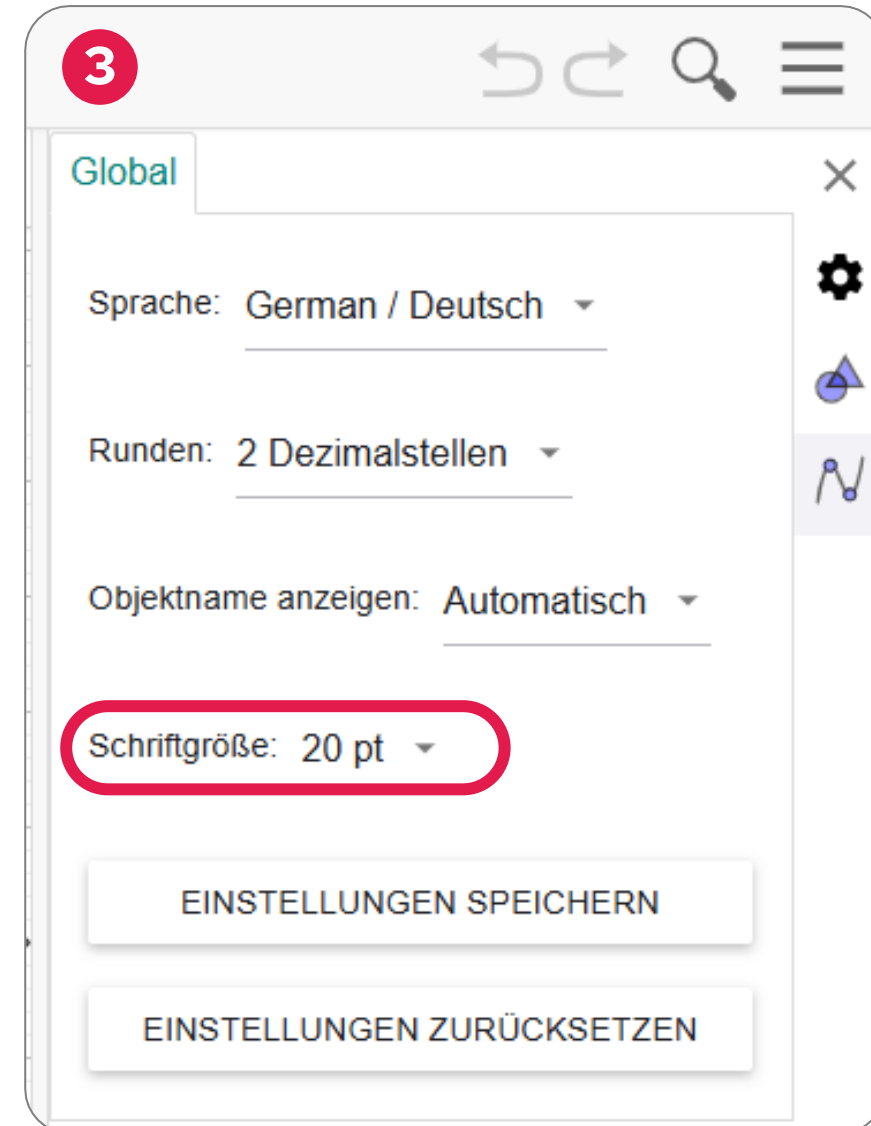 3
Global
Sprache: German / Deutsch
Runden: 2 Dezimalstellen
Objektname anzeigen: Automatisch
Schriftgröße: 20 pt
EINSTELLUNGEN SPEICHERN
EINSTELLUNGEN ZURÜCKSETZEN